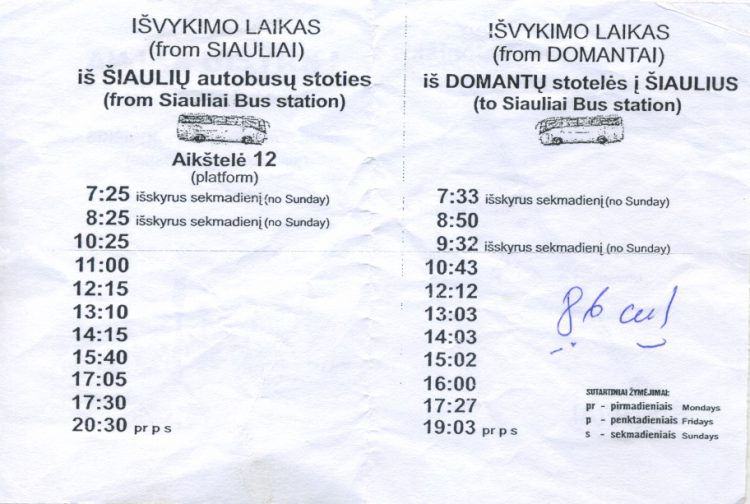 IŠVYKIMO LAIKAS
(from SIAULIAI)
iš ŠIAULIŲ autobusų stoties
(from Siauliai Bus station)
Aikštelė 12
(platform)
7:25 išskyrus sekmadienį (no Sunday)
8:25 išskyrus sekmadienį (no Sunday)
10:25
11:00
12:15
13:10
14:15
15:40
17:05
17:30
20:30 pr p s
IŠVYKIMO LAIKAS
(from DOMANTAI)
iš DOMANTŲ stotelės į ŠIAULIUS
(to Siauliai Bus station)
7:33 išskyrus sekmadienį (no Sunday)
8:50
9:32 išskyrus sekmadienį (no Sunday)
10:43
12:12
13:03
14:03
15:02
16:00
17:27
19:03 pr p s
SUTARTINIAI ŽYMĖJIMAI:
pr - pirmadieniais Mondays
p - penktadieniais Fridays
s - sekmadieniais Sundays